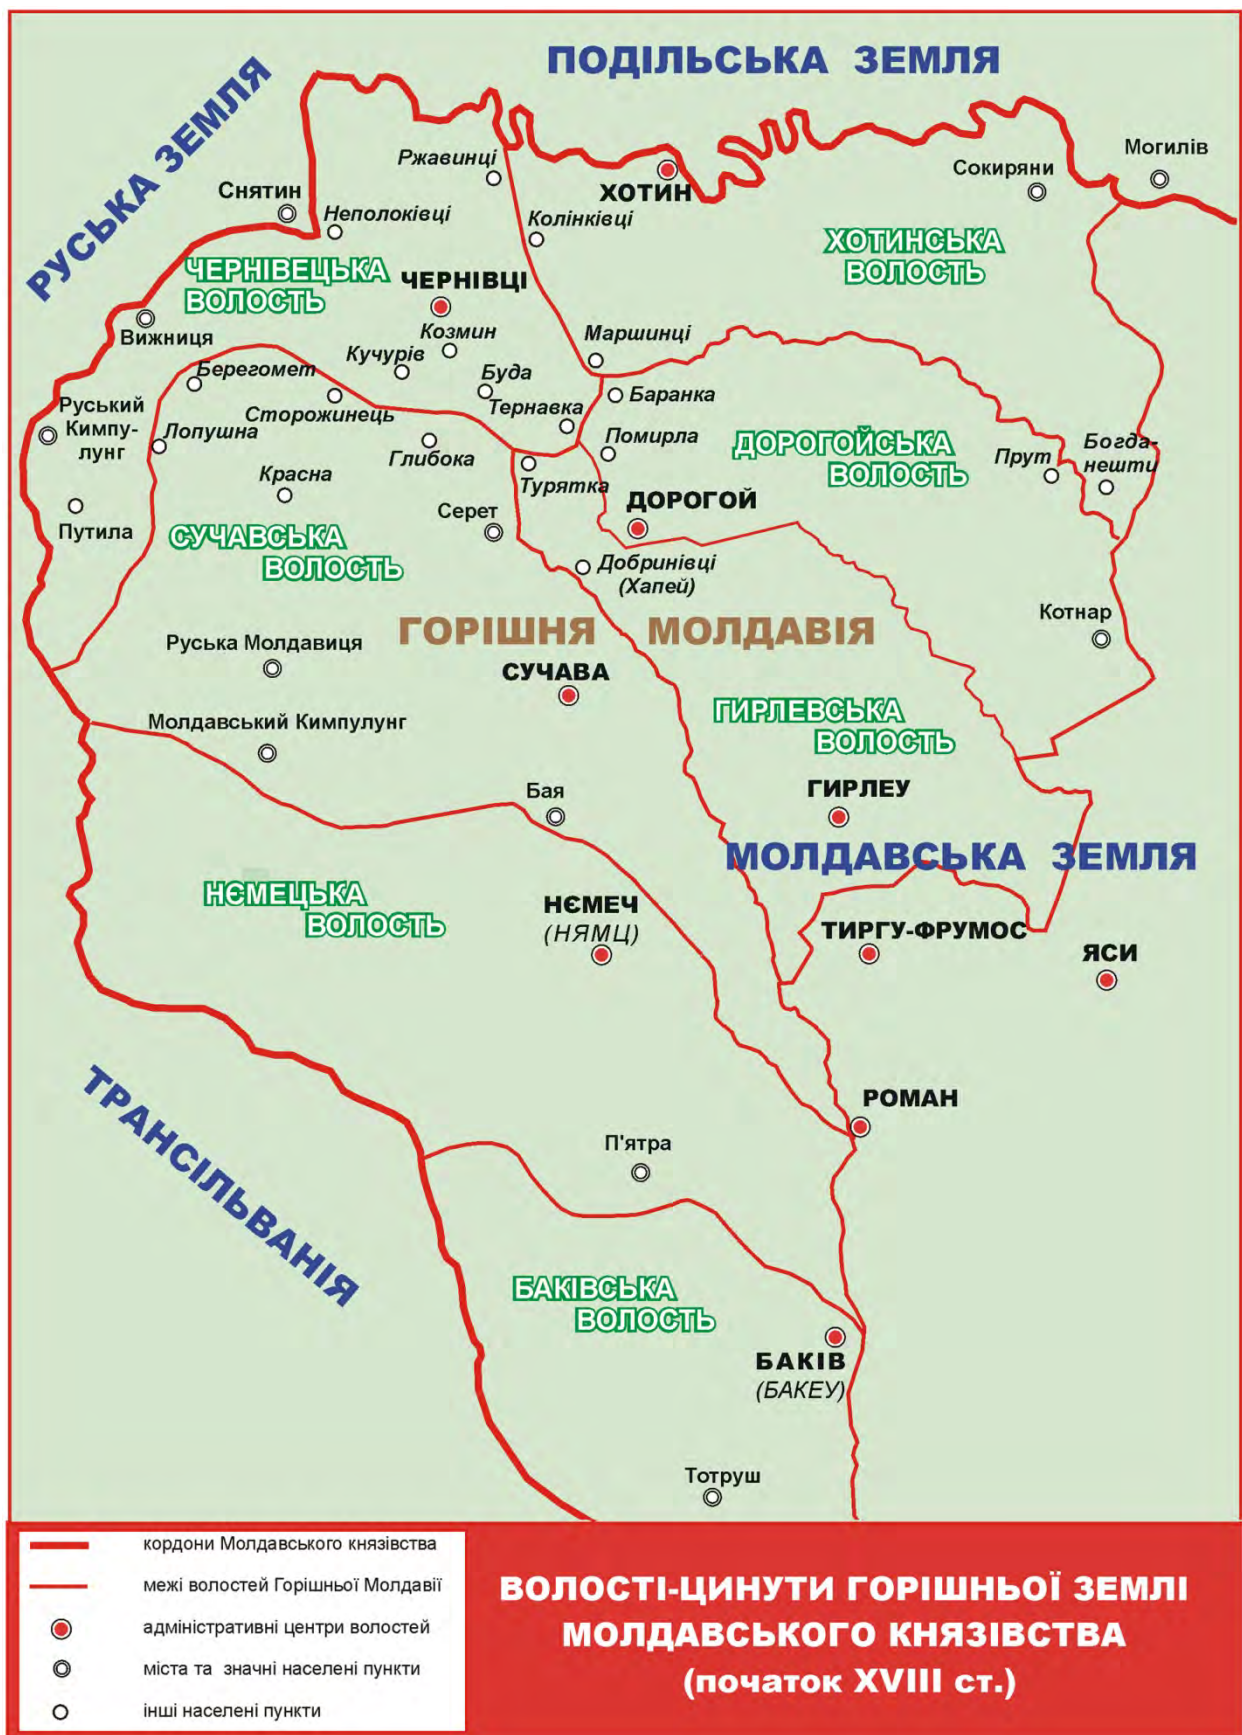 ПОДІЛЬСЬКА ЗЕМЛЯ
РУСЬКА ЗЕМЛЯ
Могилів
Ржавинці
Сокиряни
Снятин
ХОТИН
Неполоківці
Колінківці
ХОТИНСЬКА
ВОЛОСТЬ
ЧЕРНІВЕЦЬКА
ВОЛОСТЬ
ЧЕРНІВЦІ
Вижниця
Козмин
Маршинці
Кучурів
Берегомет
Буда
Баранка
Сторожинець
Тернавка
Руський
Кимпу-
лунг
Лопушна
Помирла
ДОРОГОЙСЬКА
ВОЛОСТЬ
Богда-
нешти
Прут
Глибока
Красна
Турятка
Серет
ДОРОГОЙ
Путила
СУЧАВСЬКА
ВОЛОСТЬ
Добринівці
(Хапей)
Котнар
ГОРІШНЯ МОЛДАВІЯ
Руська Молдавиця
СУЧАВА
Молдавський Кимпулунг
ГИРЛЕВСЬКА
ВОЛОСТЬ
Бая
ГИРЛЕУ
МОЛДАВСЬКА ЗЕМЛЯ
НЄМЕЦЬКА
ВОЛОСТЬ
НЄМЕЧ
(НЯМЦ)
ТИРГУ-ФРУМОС
ЯСИ
ТРАНСІЛЬВАНІЯ
РОМАН
П'ятра
БАКІВСЬКА
ВОЛОСТЬ
БАКІВ
(БАКЕУ)
Тотруш
кордони Молдавського князівства
межі волостей Горішньої Молдавії
адміністративні центри волостей
міста та значні населені пункти
інші населені пункти
ВОЛОСТІ-ЦИНУТИ ГОРІШНЬОЇ ЗЕМЛІ
МОЛДАВСЬКОГО КНЯЗІВСТВА
(початок XVIII ст.)